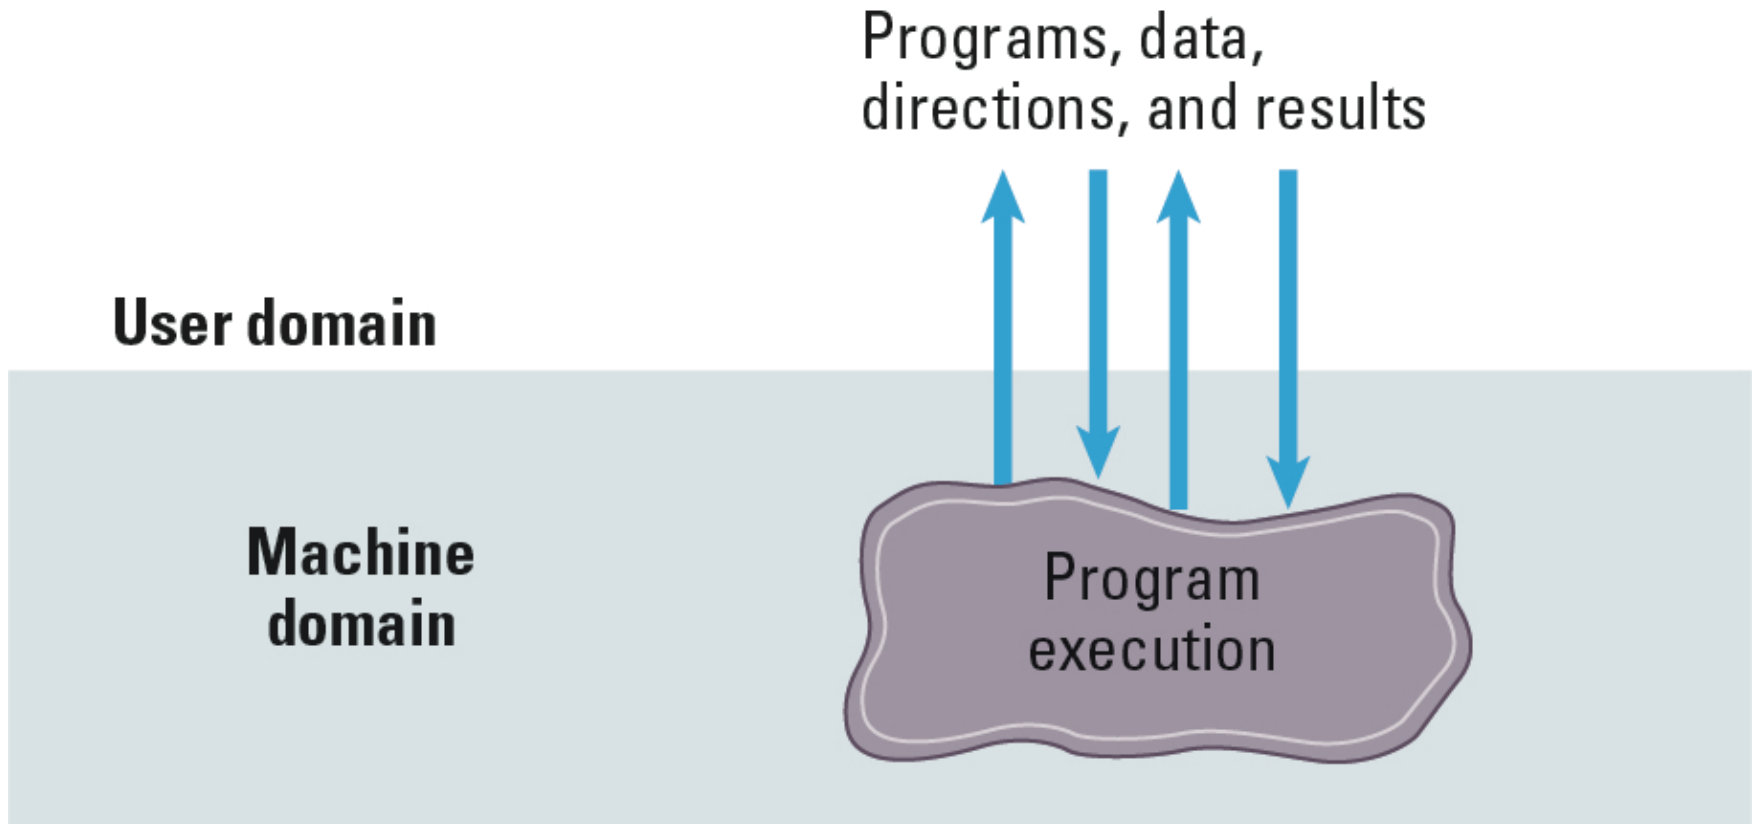 Programs, data,
directions, and results
User domain
Machine
domain
Program
execution